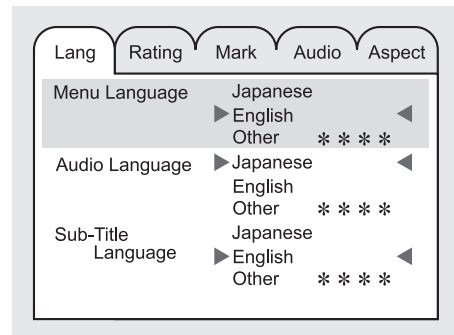 Lang Rating Mark Audio Aspect
Menu Language Japanese
▶English ◀
Other ＊＊＊＊
Audio Language ▶Japanese ◀
English
Other ＊＊＊＊
Sub-Title Japanese
Language ▶English ◀
Other ＊＊＊＊